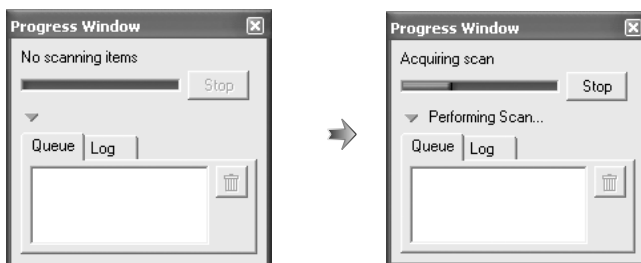 Progress Window
No scanning items
Stop
Queue Log
Progress Window
Acquiring scan
Stop
Performing Scan...
Queue Log